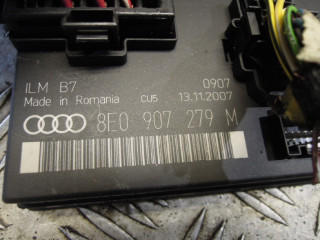 ILM B7 0907
Made in Romania CU5 13.11.2007
8E0 907 279 M